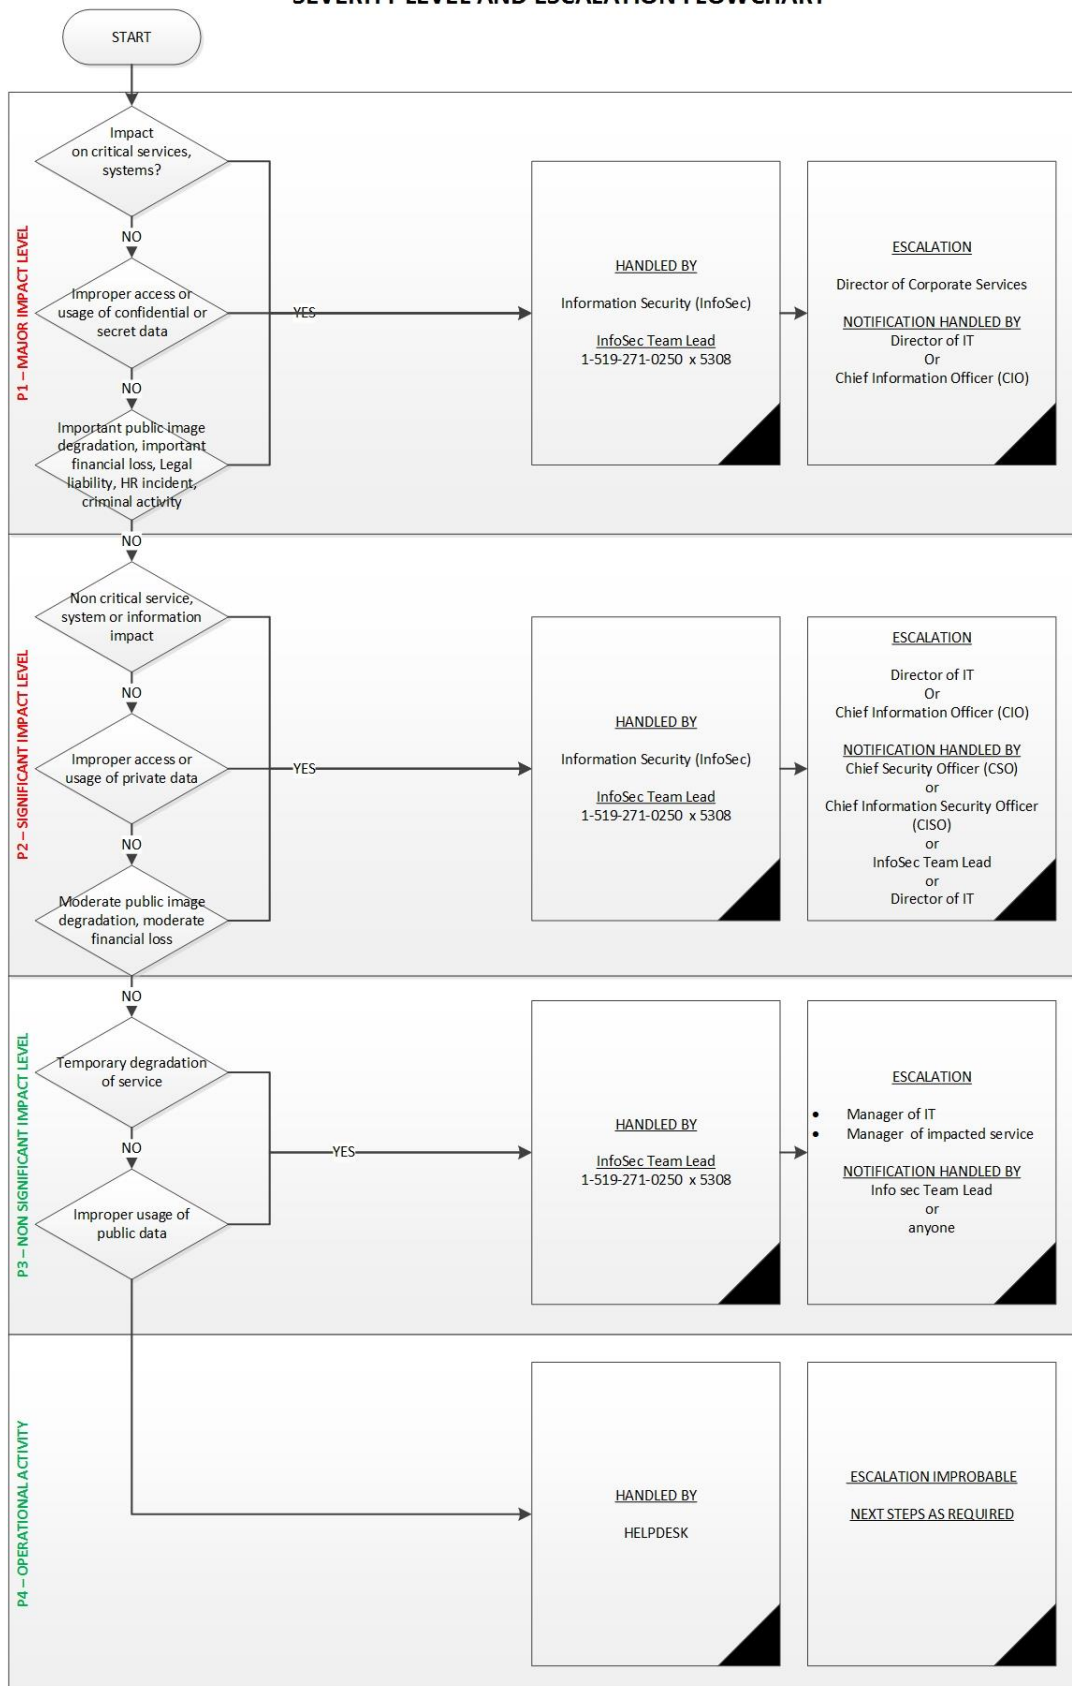 SEVERITY LEVEL AND ESCALATION FLOWCHART
START
P1 – MAJOR IMPACT LEVEL
Impact
on critical services,
systems?
NO
Improper access or
usage of confidential or
secret data
NO
Important public image
degradation, important
financial loss, Legal
liability, HR incident,
criminal activity
YES
HANDLED BY
Information Security (InfoSec)
InfoSec Team Lead
1-519-271-0250 x 5308
ESCALATION
Director of Corporate Services
NOTIFICATION HANDLED BY
Director of IT
Or
Chief Information Officer (CIO)
NO
P2 – SIGNIFICANT IMPACT LEVEL
Non critical service,
system or information
impact
NO
Improper access or
usage of private data
NO
Moderate public image
degradation, moderate
financial loss
YES
HANDLED BY
Information Security (InfoSec)
InfoSec Team Lead
1-519-271-0250 x 5308
ESCALATION
Director of IT
Or
Chief Information Officer (CIO)
NOTIFICATION HANDLED BY
Chief Security Officer (CSO)
or
Chief Information Security Officer
(CISO)
or
InfoSec Team Lead
or
Director of IT
NO
P3 – NON SIGNIFICANT IMPACT LEVEL
Temporary degradation
of service
NO
Improper usage of
public data
YES
HANDLED BY
InfoSec Team Lead
1-519-271-0250 x 5308
ESCALATION
• Manager of IT
• Manager of impacted service
NOTIFICATION HANDLED BY
Info sec Team Lead
or
anyone
P4 – OPERATIONAL ACTIVITY
HANDLED BY
HELPDESK
ESCALATION IMPROBABLE
NEXT STEPS AS REQUIRED